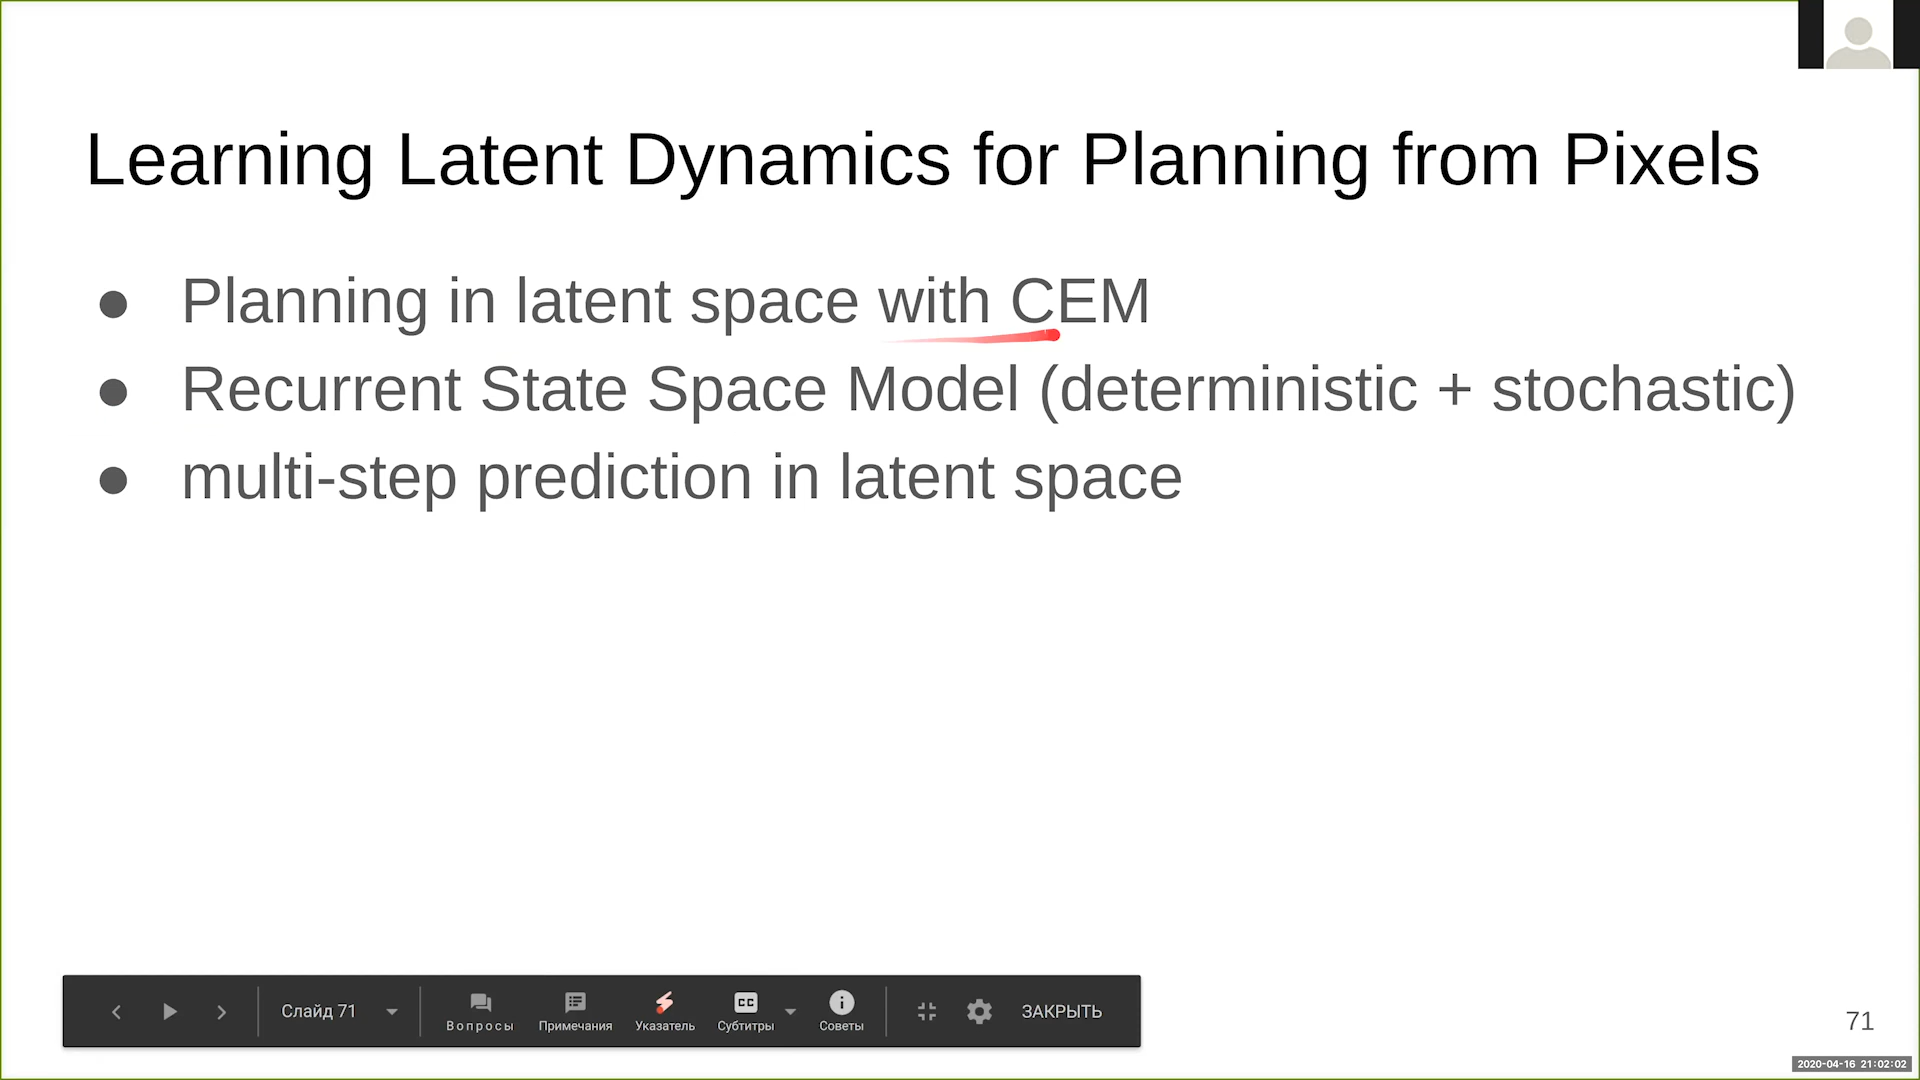 Learning Latent Dynamics for Planning from Pixels
● Planning in latent space with CEM
● Recurrent State Space Model (deterministic + stochastic)
● multi-step prediction in latent space
Слайд 71 Вопросы Примечания Указатель CC Субтитры Советы ЗАКРЫТЬ
71
2020-04-16 21:02:02